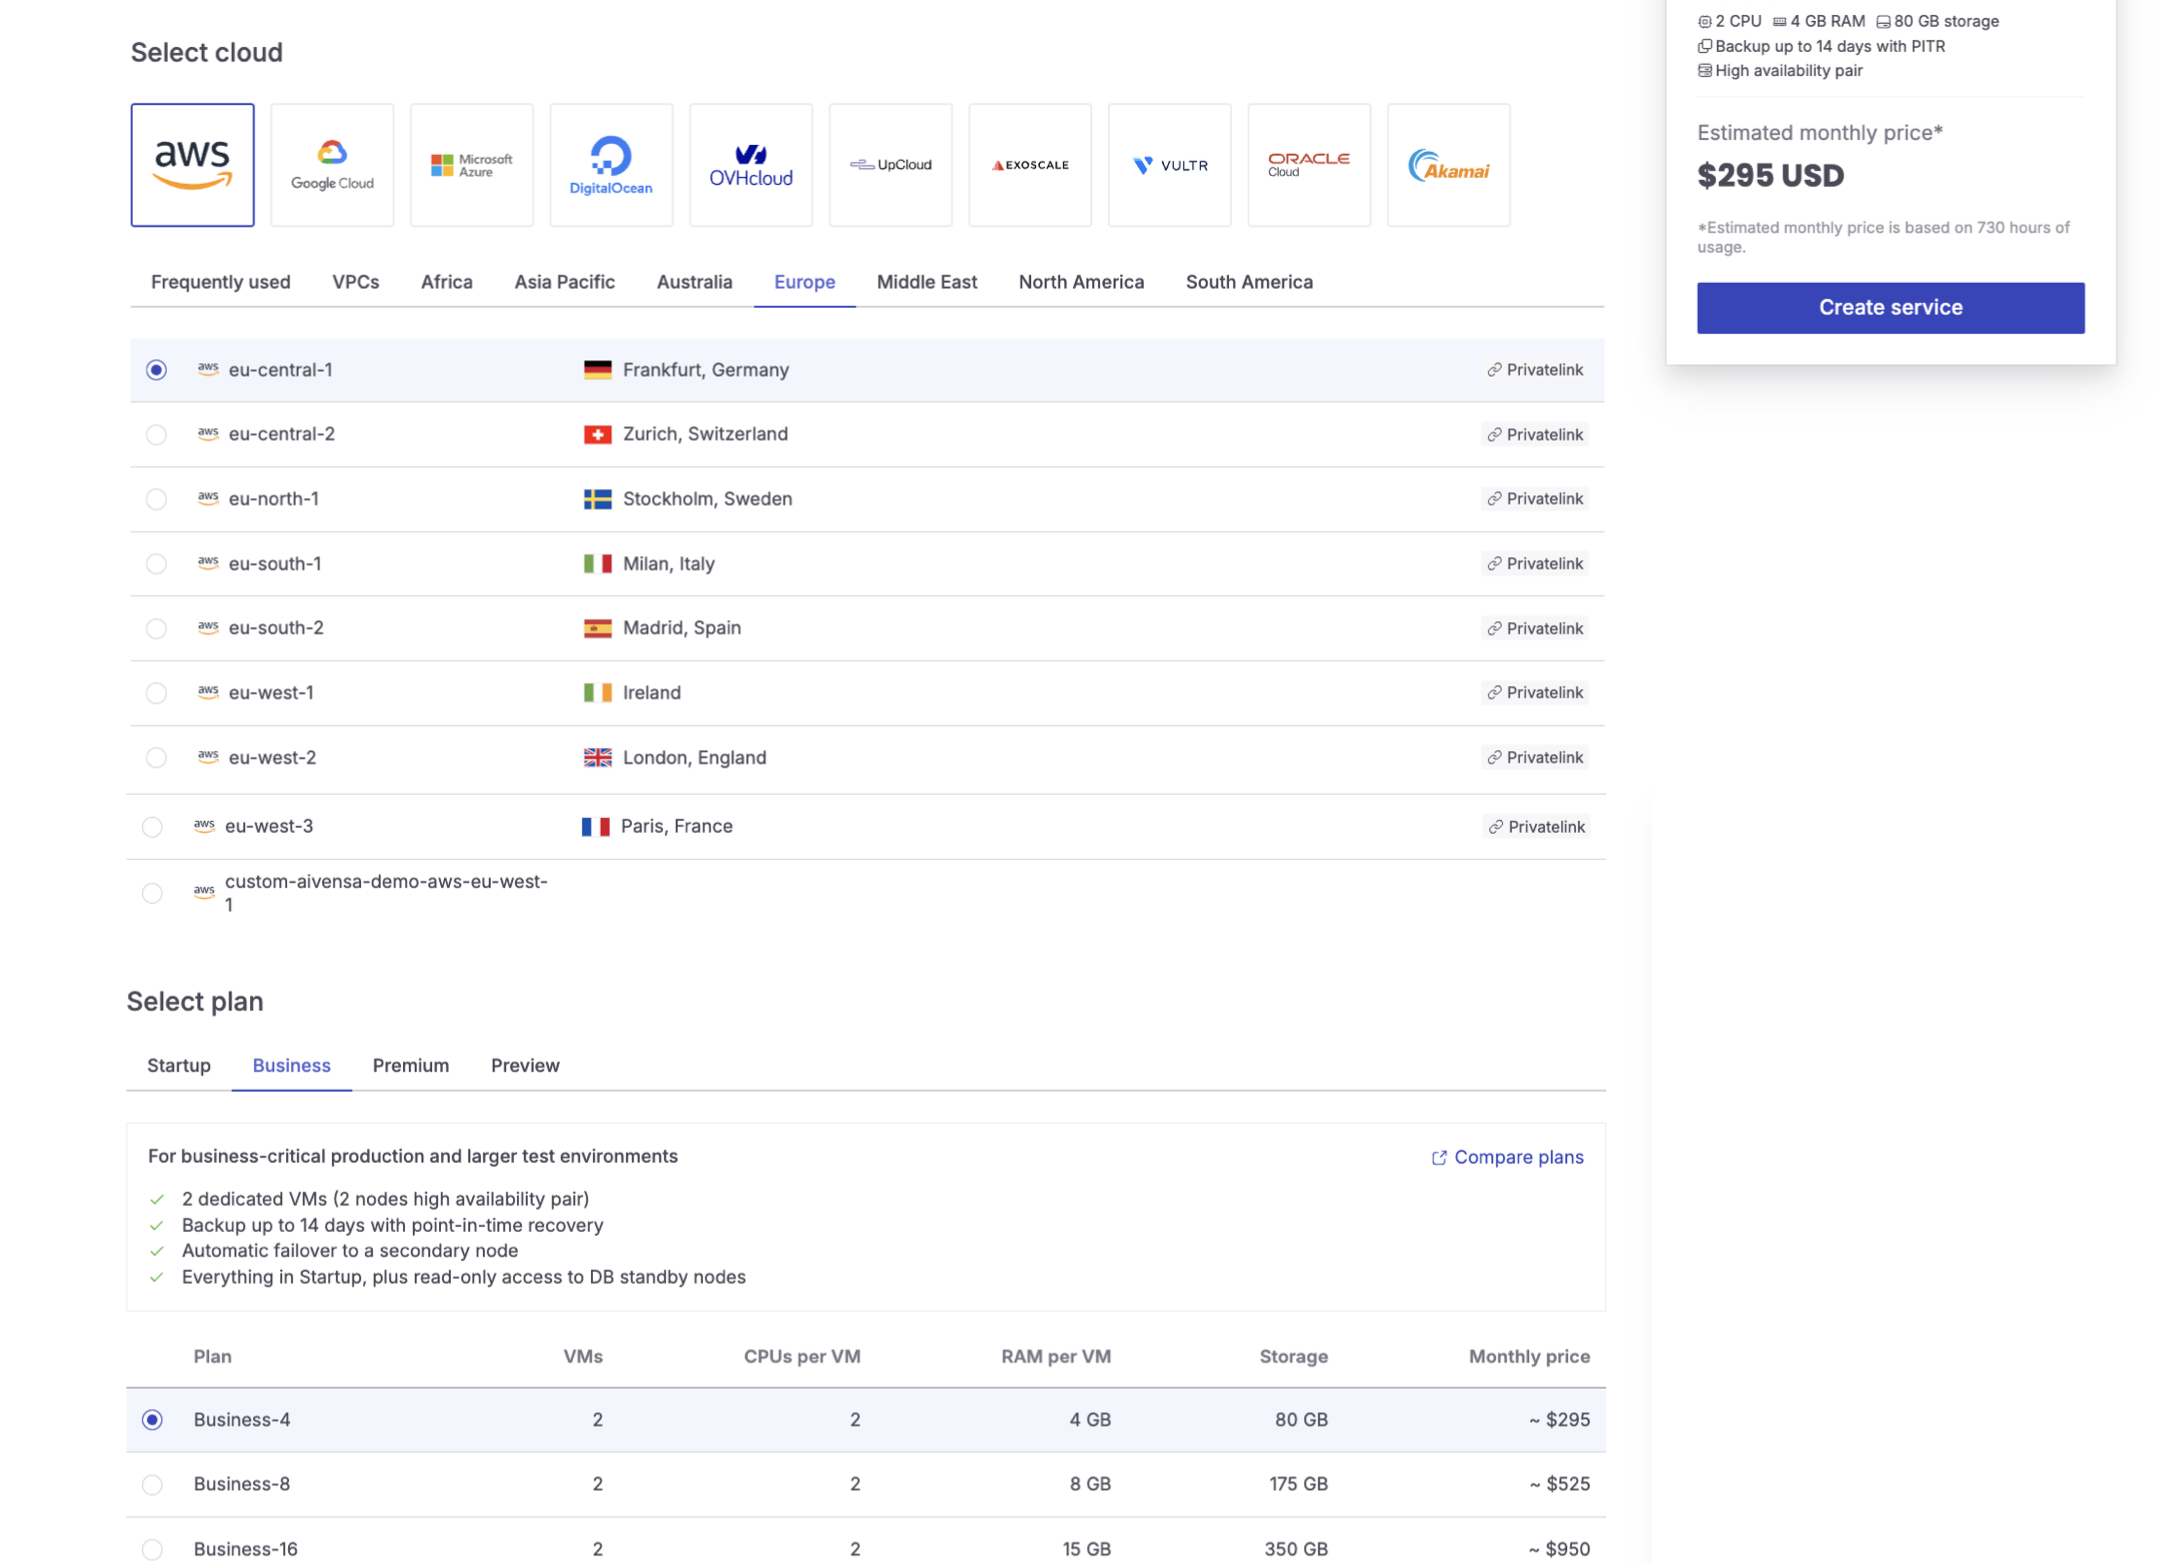 2 CPU 4 GB RAM 80 GB storage
Backup up to 14 days with PITR
High availability pair
Estimated monthly price*
$295 USD
*Estimated monthly price is based on 730 hours of
usage.
Create service
Select cloud
aws
Google Cloud
Microsoft
Azure
DigitalOcean
OVHcloud
UpCloud
EXOSCALE
VULTR
ORACLE
Cloud
Akamai
Frequently used VPCs Africa Asia Pacific Australia Europe Middle East North America South America
aws eu-central-1 Frankfurt, Germany Privatelink
aws eu-central-2 Zurich, Switzerland Privatelink
aws eu-north-1 Stockholm, Sweden Privatelink
aws eu-south-1 Milan, Italy Privatelink
aws eu-south-2 Madrid, Spain Privatelink
aws eu-west-1 Ireland Privatelink
aws eu-west-2 London, England Privatelink
aws eu-west-3 Paris, France Privatelink
aws custom-aivensa-demo-aws-eu-west-
1
Select plan
Startup Business Premium Preview
For business-critical production and larger test environments Compare plans
2 dedicated VMs (2 nodes high availability pair)
Backup up to 14 days with point-in-time recovery
Automatic failover to a secondary node
Everything in Startup, plus read-only access to DB standby nodes
Plan VMs CPUs per VM RAM per VM Storage Monthly price
Business-4 2 2 4 GB 80 GB ~ $295
Business-8 2 2 8 GB 175 GB ~ $525
Business-16 2 2 15 GB 350 GB ~ $950